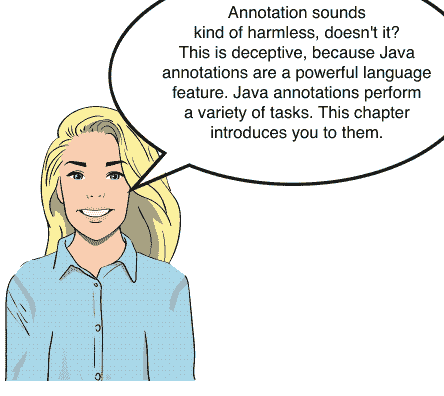 Annotation sounds
kind of harmless, doesn't it?
This is deceptive, because Java
annotations are a powerful language
feature. Java annotations perform
a variety of tasks. This chapter
introduces you to them.